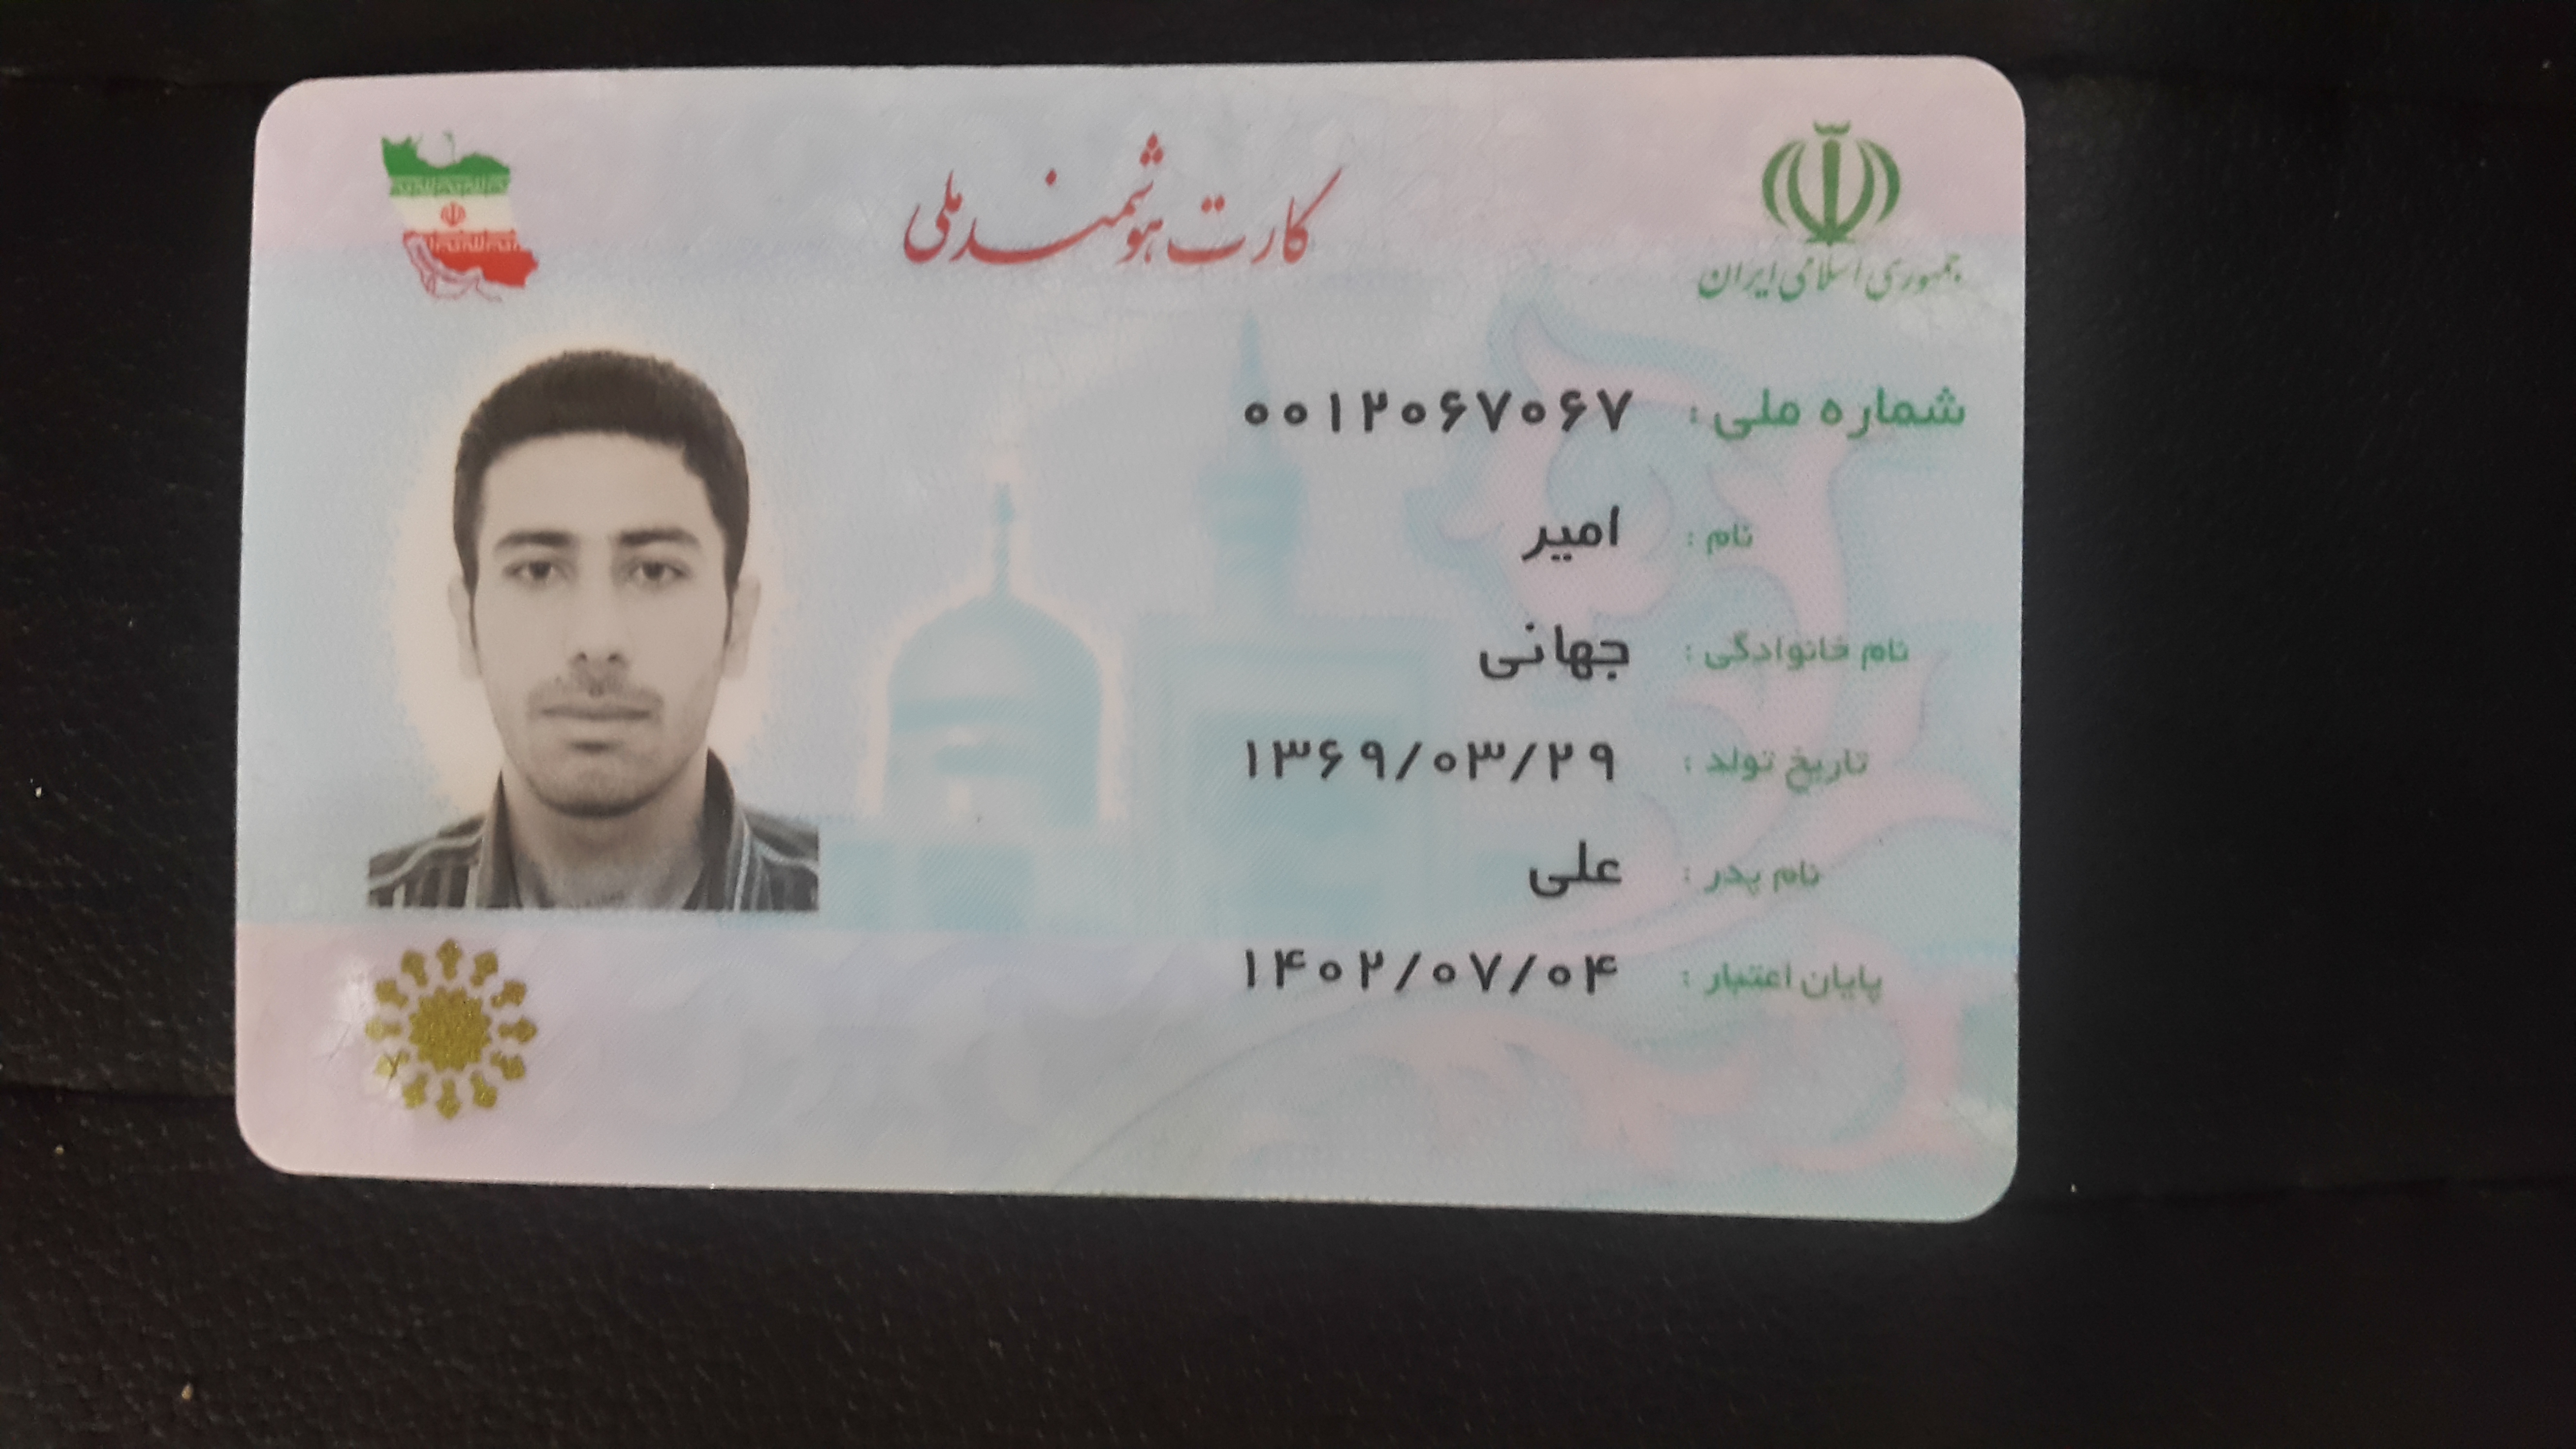 کارت هوشمند ملی
جمهوری اسلامی ایران
شماره ملی : ۰۰۱۲۰۶۷۰۶۷
نام : امیر
نام خانوادگی : جهانی
تاریخ تولد : ۱۳۶۹/۰۳/۲۹
نام پدر : علی
پایان اعتبار : ۱۴۰۲/۰۷/۰۴